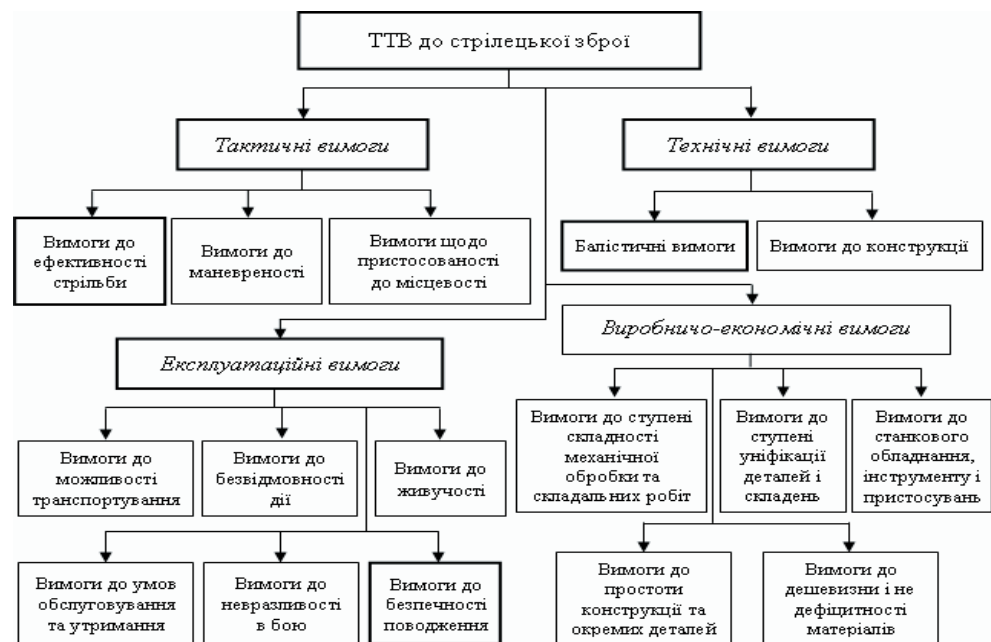 ТТВ до стрілецької зброї
Тактичні вимоги
Технічні вимоги
Вимоги до
ефективності
стрільби
Вимоги до
маневреності
Вимоги щодо
пристосованості
до місцевості
Балістичні вимоги
Вимоги до конструкції
Експлуатаційні вимоги
Виробничо-економічні вимоги
Вимоги до
можливості
транспортування
Вимоги до
безвідмовності
дії
Вимоги до
живучості
Вимоги до ступені
складності
механічної
обробки та
складальних робіт
Вимоги до
ступені
уніфікації
деталей і
складень
Вимоги до
станкового
обладнання,
інструменту і
пристосувань
Вимоги до умов
обслуговування
та утримання
Вимоги до
невразливості
в бою
Вимоги до
безпечності
поводження
Вимоги до
простоти
конструкції та
окремих деталей
Вимоги до
дешевизни і не
дефіцитності
матеріалів